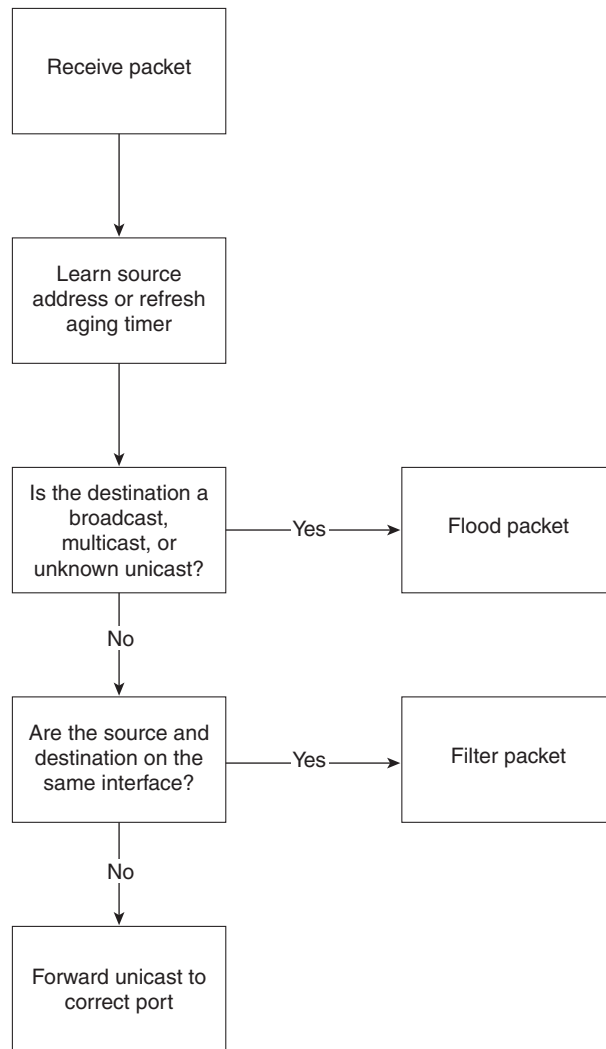 Receive packet
Learn source
address or refresh
aging timer
Is the destination a
broadcast,
multicast, or
unknown unicast?
Yes
Flood packet
No
Are the source and
destination on the
same interface?
Yes
Filter packet
No
Forward unicast to
correct port